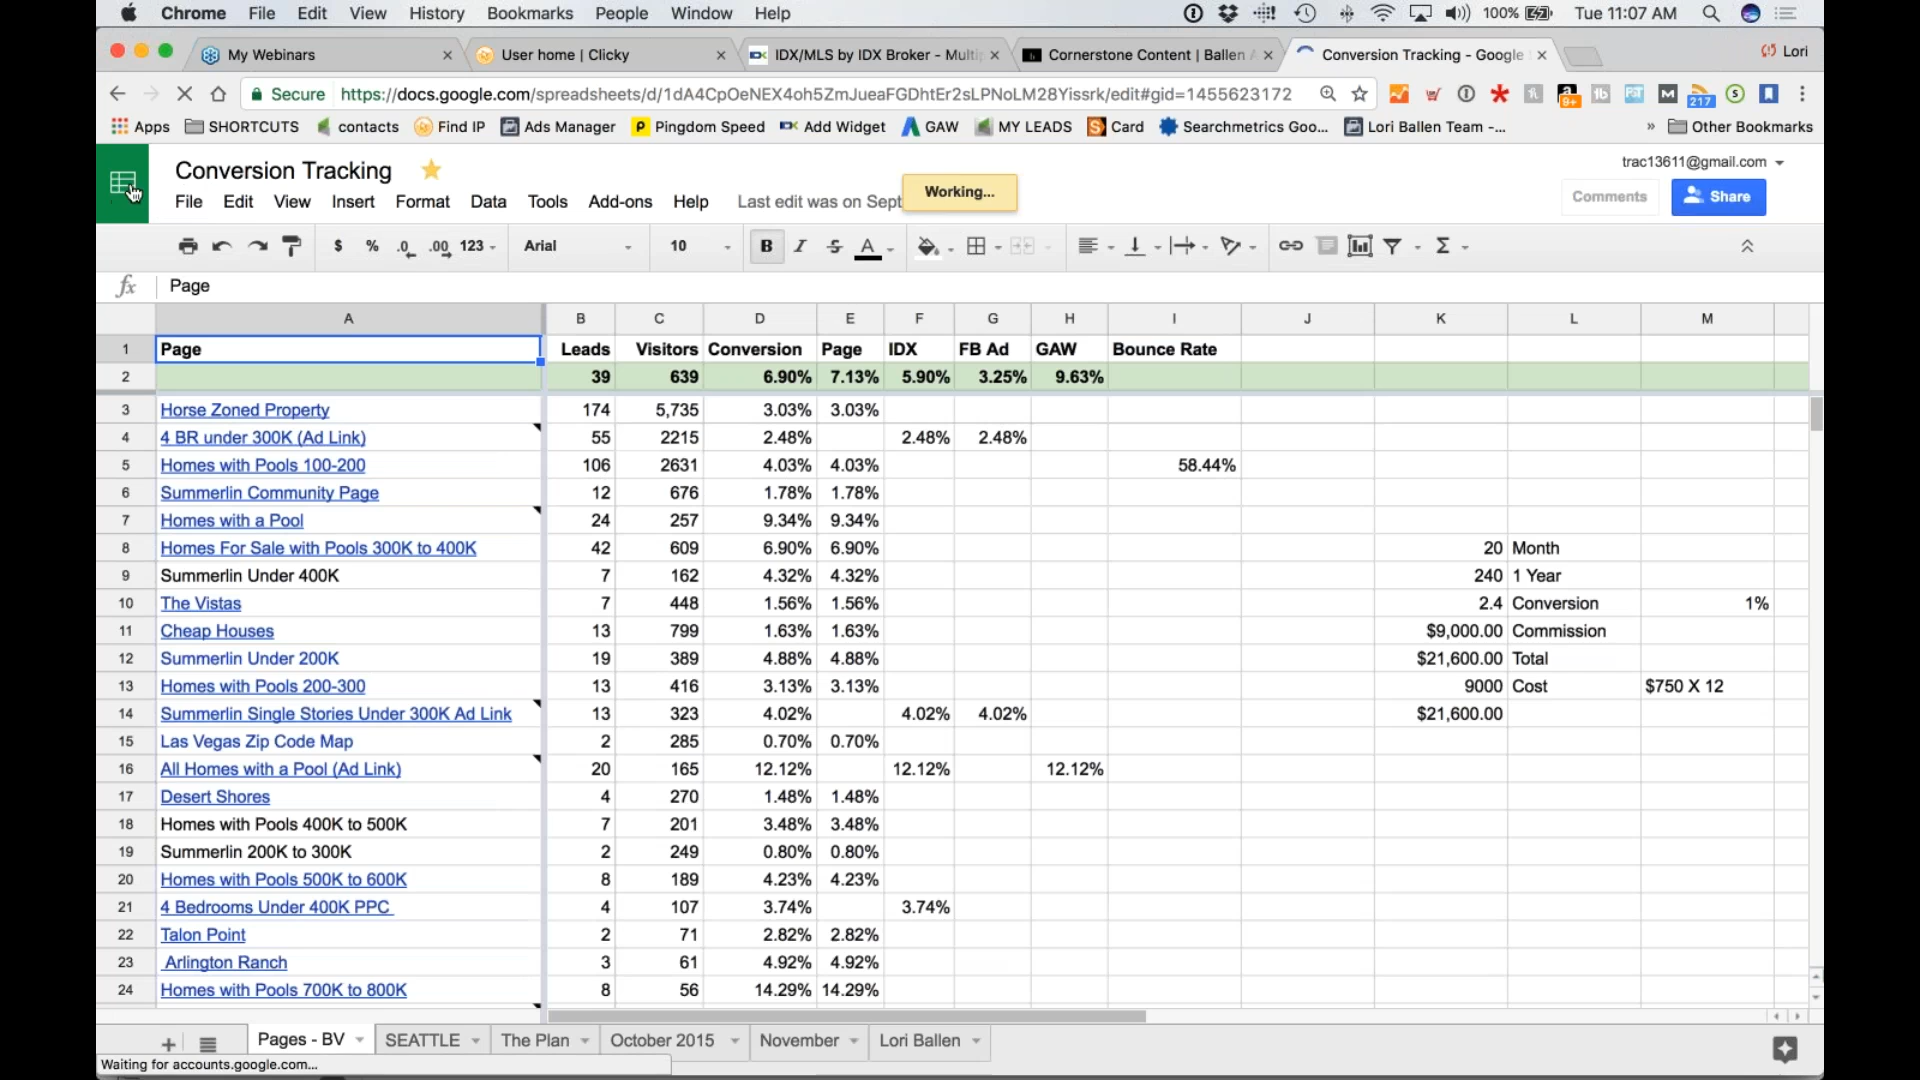 Chrome File Edit View History Bookmarks People Window Help 100% Tue 11:07 AM
My Webinars User home | Clicky IDX/MLS by IDX Broker - Multip Cornerstone Content | Ballen A Conversion Tracking - Google Lori
Secure https://docs.google.com/spreadsheets/d/1dA4CpOeNEX4oh5ZmJueaFGDhtEr2sLPNoLM28Yissrk/edit#gid=1455623172
Apps SHORTCUTS contacts Find IP Ads Manager Pingdom Speed Add Widget GAW MY LEADS Card Searchmetrics Goo... Lori Ballen Team -... » Other Bookmarks
Conversion Tracking trac13611@gmail.com
File Edit View Insert Format Data Tools Add-ons Help Last edit was on Sept Working... Comments Share
$ % .0 .00 123 Arial 10 B I S A Σ
fx Page
A B C D E F G H I J K L M
1 Page Leads Visitors Conversion Page IDX FB Ad GAW Bounce Rate
2 39 639 6.90% 7.13% 5.90% 3.25% 9.63%
3 Horse Zoned Property 174 5,735 3.03% 3.03%
4 4 BR under 300K (Ad Link) 55 2215 2.48% 2.48% 2.48%
5 Homes with Pools 100-200 106 2631 4.03% 4.03% 58.44%
6 Summerlin Community Page 12 676 1.78% 1.78%
7 Homes with a Pool 24 257 9.34% 9.34%
8 Homes For Sale with Pools 300K to 400K 42 609 6.90% 6.90% 20 Month
9 Summerlin Under 400K 7 162 4.32% 4.32% 240 1 Year
10 The Vistas 7 448 1.56% 1.56% 2.4 Conversion 1%
11 Cheap Houses 13 799 1.63% 1.63% $9,000.00 Commission
12 Summerlin Under 200K 19 389 4.88% 4.88% $21,600.00 Total
13 Homes with Pools 200-300 13 416 3.13% 3.13% 9000 Cost $750 X 12
14 Summerlin Single Stories Under 300K Ad Link 13 323 4.02% 4.02% 4.02% $21,600.00
15 Las Vegas Zip Code Map 2 285 0.70% 0.70%
16 All Homes with a Pool (Ad Link) 20 165 12.12% 12.12% 12.12%
17 Desert Shores 4 270 1.48% 1.48%
18 Homes with Pools 400K to 500K 7 201 3.48% 3.48%
19 Summerlin 200K to 300K 2 249 0.80% 0.80%
20 Homes with Pools 500K to 600K 8 189 4.23% 4.23%
21 4 Bedrooms Under 400K PPC 4 107 3.74% 3.74%
22 Talon Point 2 71 2.82% 2.82%
23 Arlington Ranch 3 61 4.92% 4.92%
24 Homes with Pools 700K to 800K 8 56 14.29% 14.29%
+ Pages - BV SEATTLE The Plan October 2015 November Lori Ballen
Waiting for accounts.google.com...